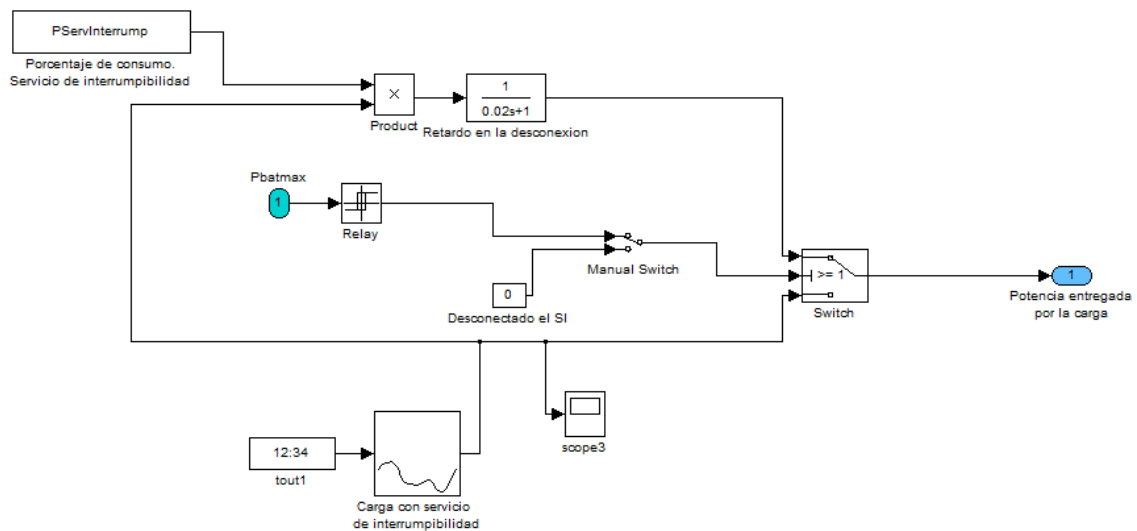 PServInterrump
Porcentaje de consumo.
Servicio de interrumpibilidad
×
Product
1
0.02s+1
Retardo en la desconexion
Pbatmax
1
Relay
Manual Switch
0
Desconectado el SI
>= 1
Switch
1
Potencia entregada
por la carga
scope3
12:34
tout1
Carga con servicio
de interrumpibilidad